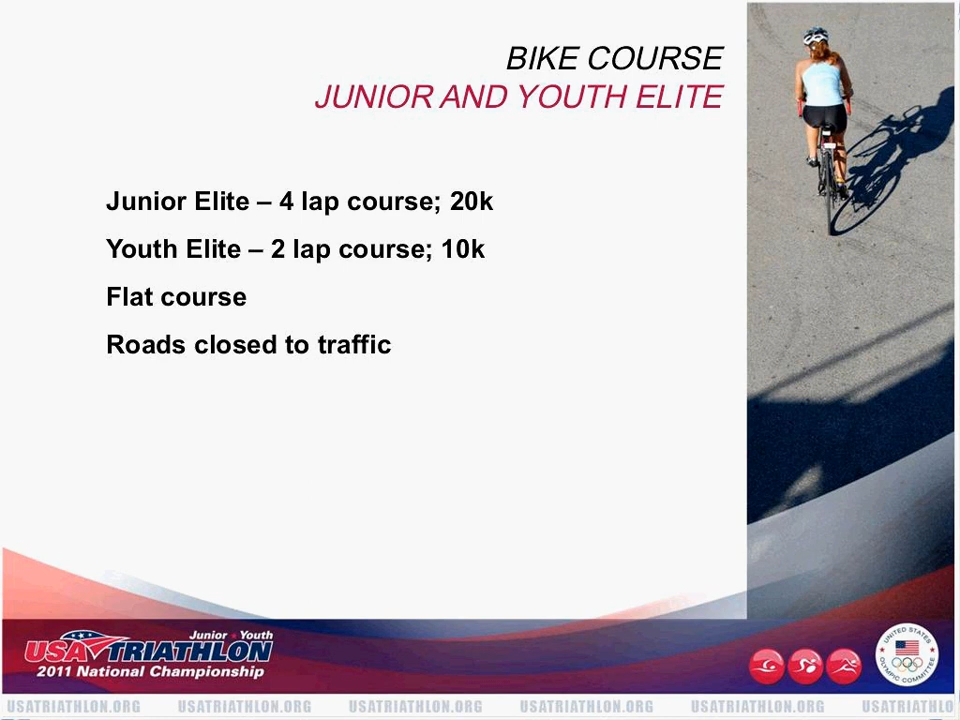 BIKE COURSE
JUNIOR AND YOUTH ELITE
Junior Elite – 4 lap course; 20k
Youth Elite – 2 lap course; 10k
Flat course
Roads closed to traffic
Junior Youth
USA TRIATHLON
2011 National Championship
UNITED STATES
OLYMPIC COMMITTEE
USATRIATHLON.ORG USATRIATHLON.ORG USATRIATHLON.ORG USATRIATHLON.ORG USATRIATHLON.ORG USATRIATHLO